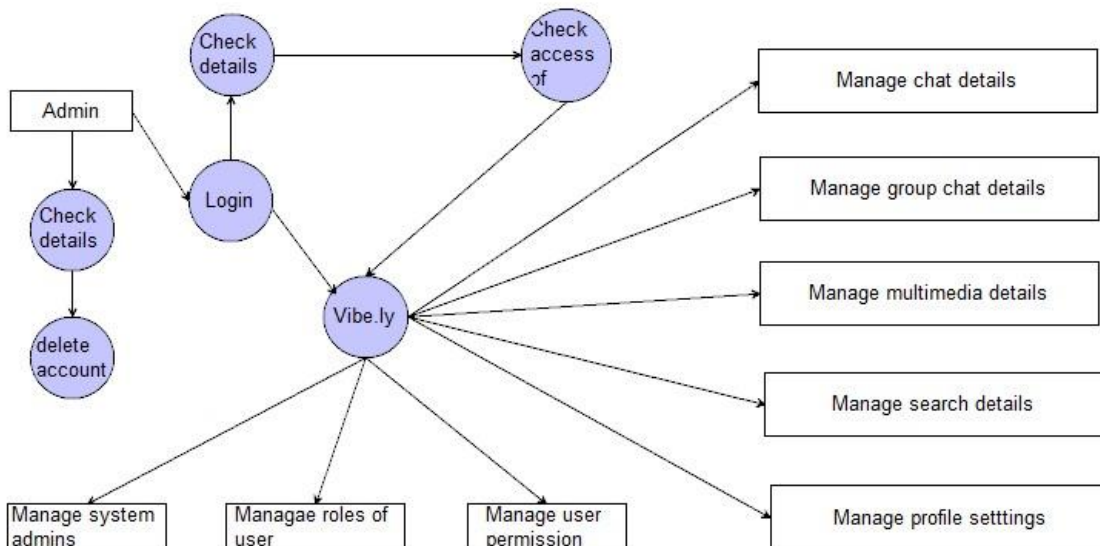 Check
details
Check
access
of
Manage chat details
Admin
Login
Manage group chat details
Check
details
Manage multimedia details
Vibe.ly
delete
account
Manage search details
Manage system
admins
Managae roles of
user
Manage user
permission
Manage profile setttings